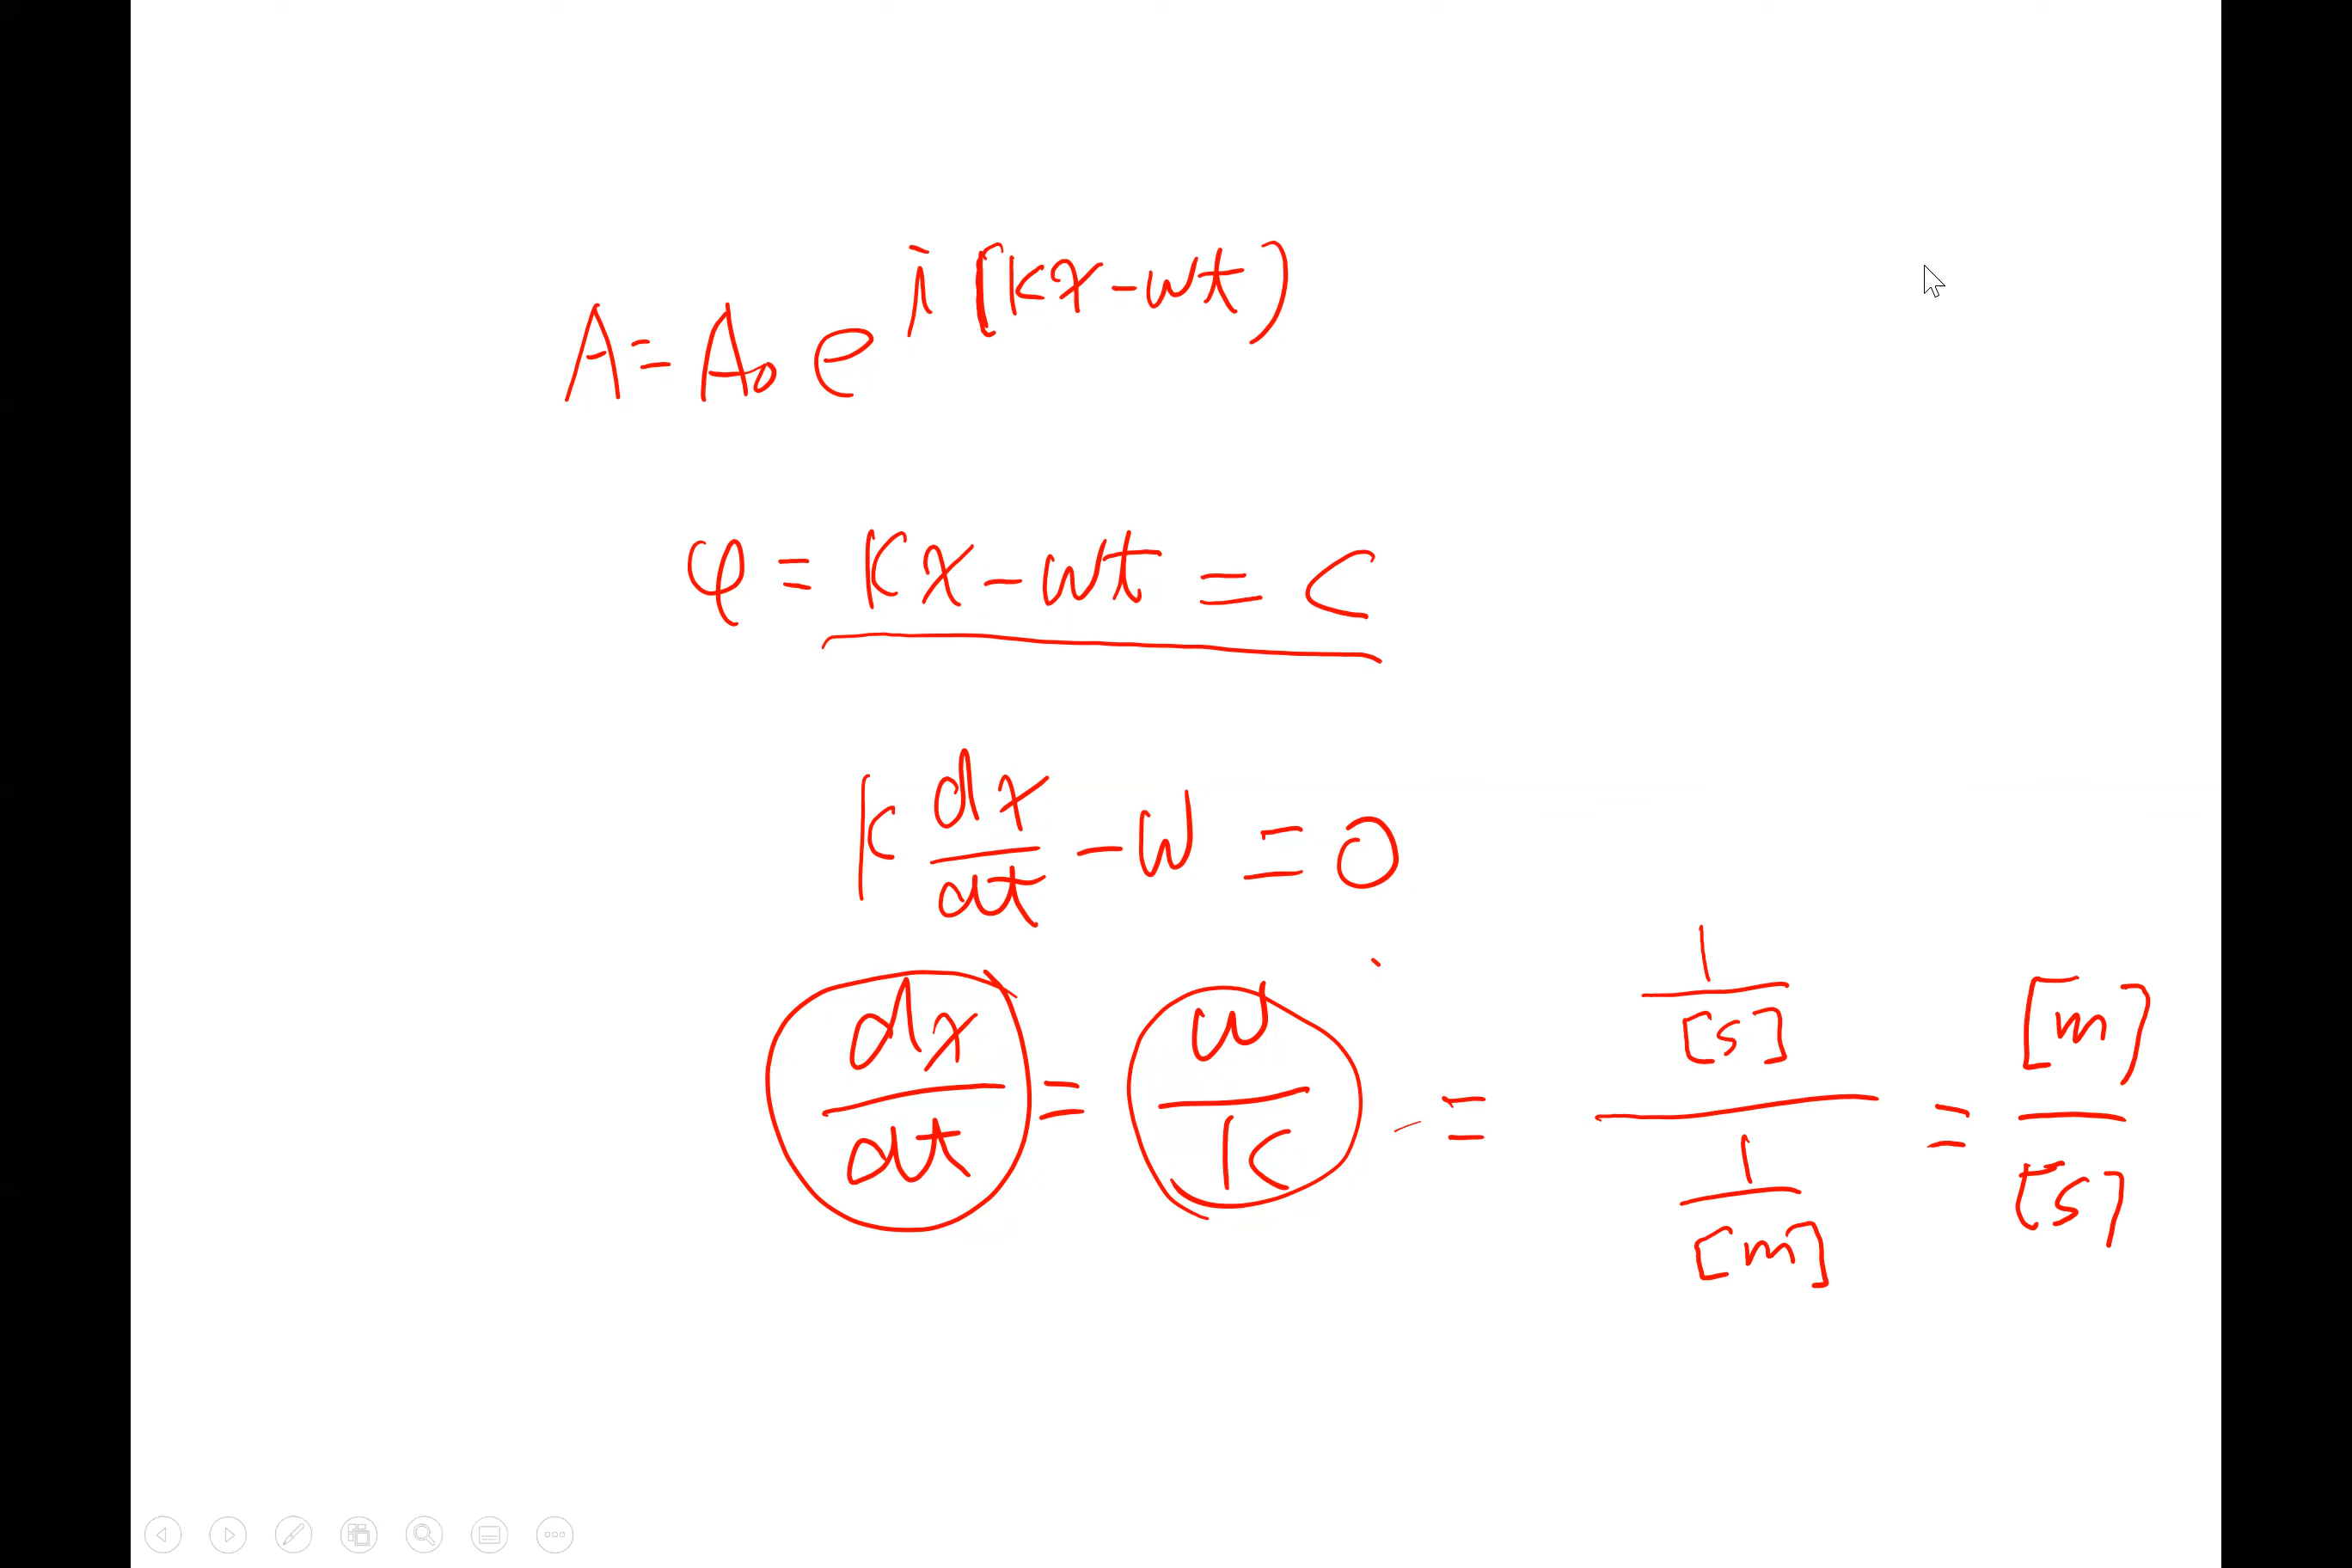 A = A₀ e^{i(kx-ωt)}
φ = kx - ωt = C
k dx/dt - ω = 0
dx/dt = ω/k = (1/[s])/(1/[m]) = [m]/[s]